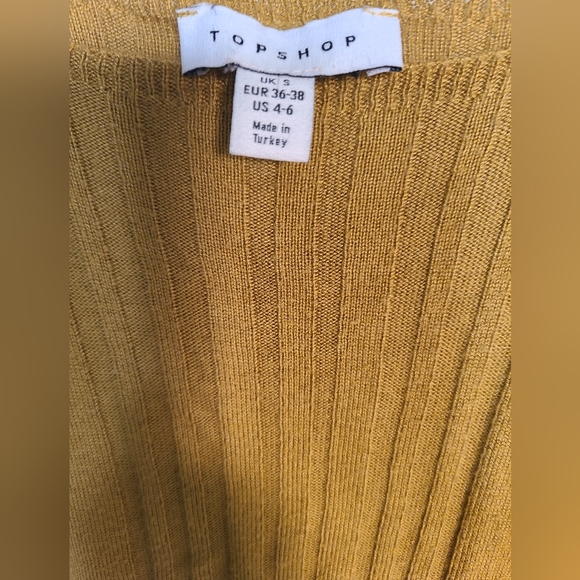 TOPSHOP
UK S
EUR 36-38
US 4-6
Made in
Turkey